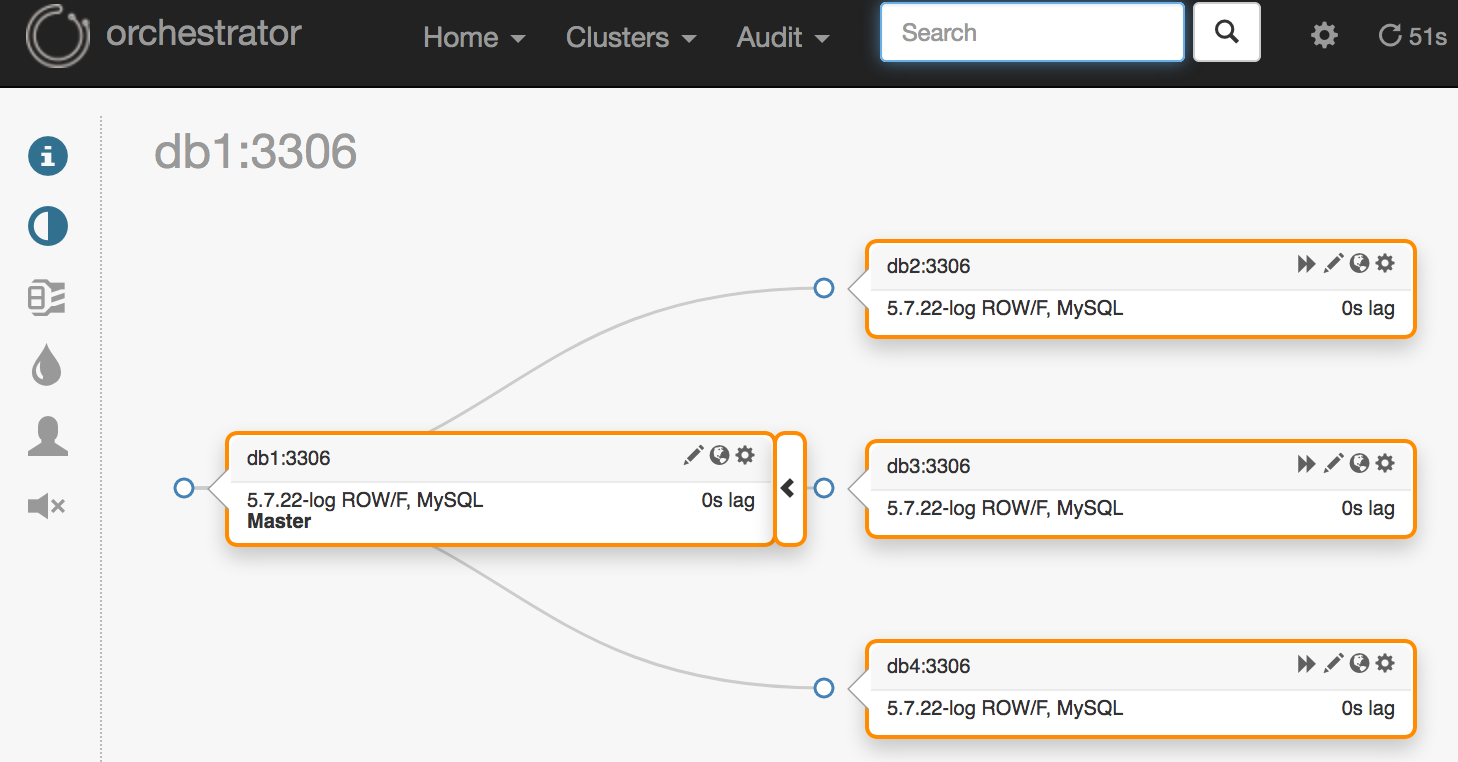 orchestrator Home Clusters Audit Search 51s
db1:3306
db2:3306
5.7.22-log ROW/F, MySQL 0s lag
db1:3306
5.7.22-log ROW/F, MySQL 0s lag
Master
db3:3306
5.7.22-log ROW/F, MySQL 0s lag
db4:3306
5.7.22-log ROW/F, MySQL 0s lag